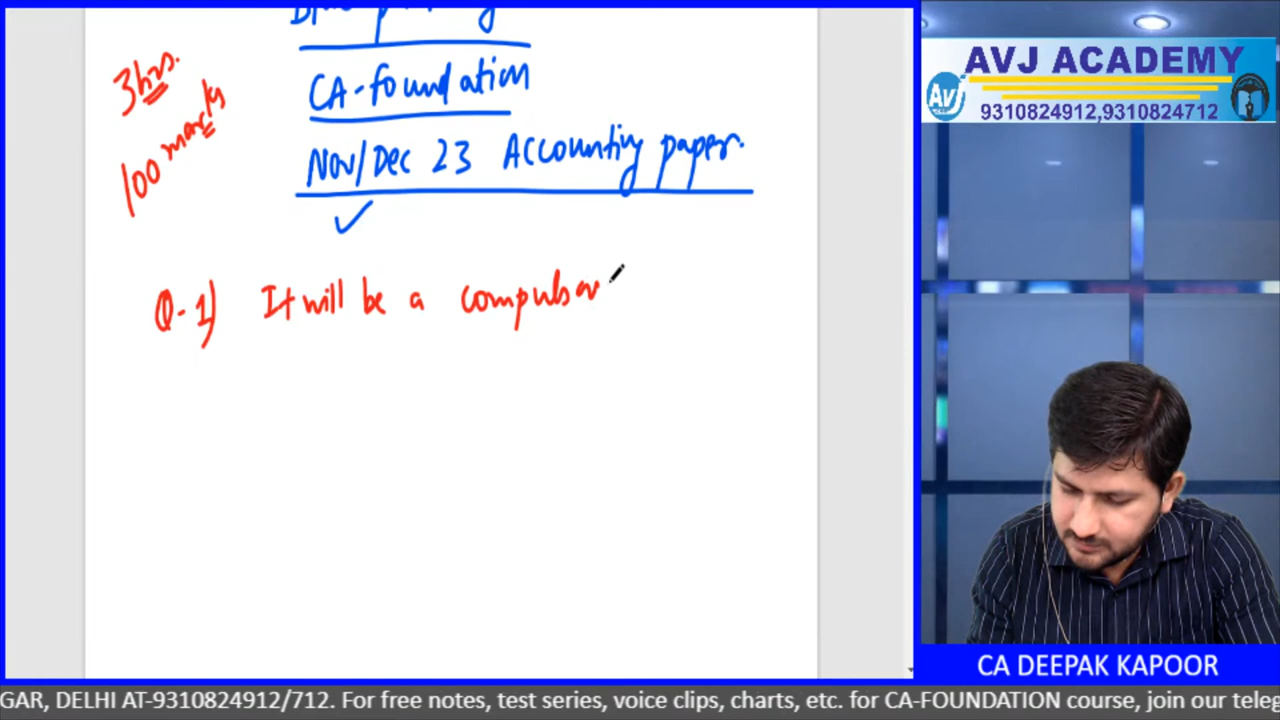 CA-foundation
Nov/Dec 23 Accounting paper.
3hrs.
100 marks
Q-1) It will be a compulsor
AVJ ACADEMY
AV
9310824912,9310824712
CA DEEPAK KAPOOR
GAR, DELHI AT-9310824912/712. For free notes, test series, voice clips, charts, etc. for CA-FOUNDATION course, join our teleg